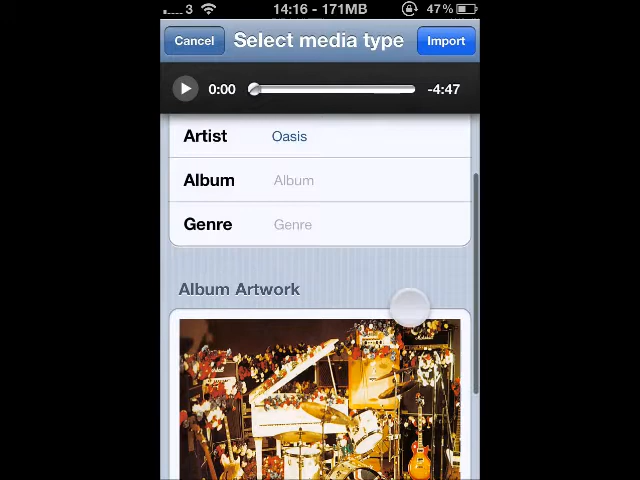 3 14:16 - 171MB 47%
Cancel Select media type Import
0:00 -4:47
Artist Oasis
Album Album
Genre Genre
Album Artwork